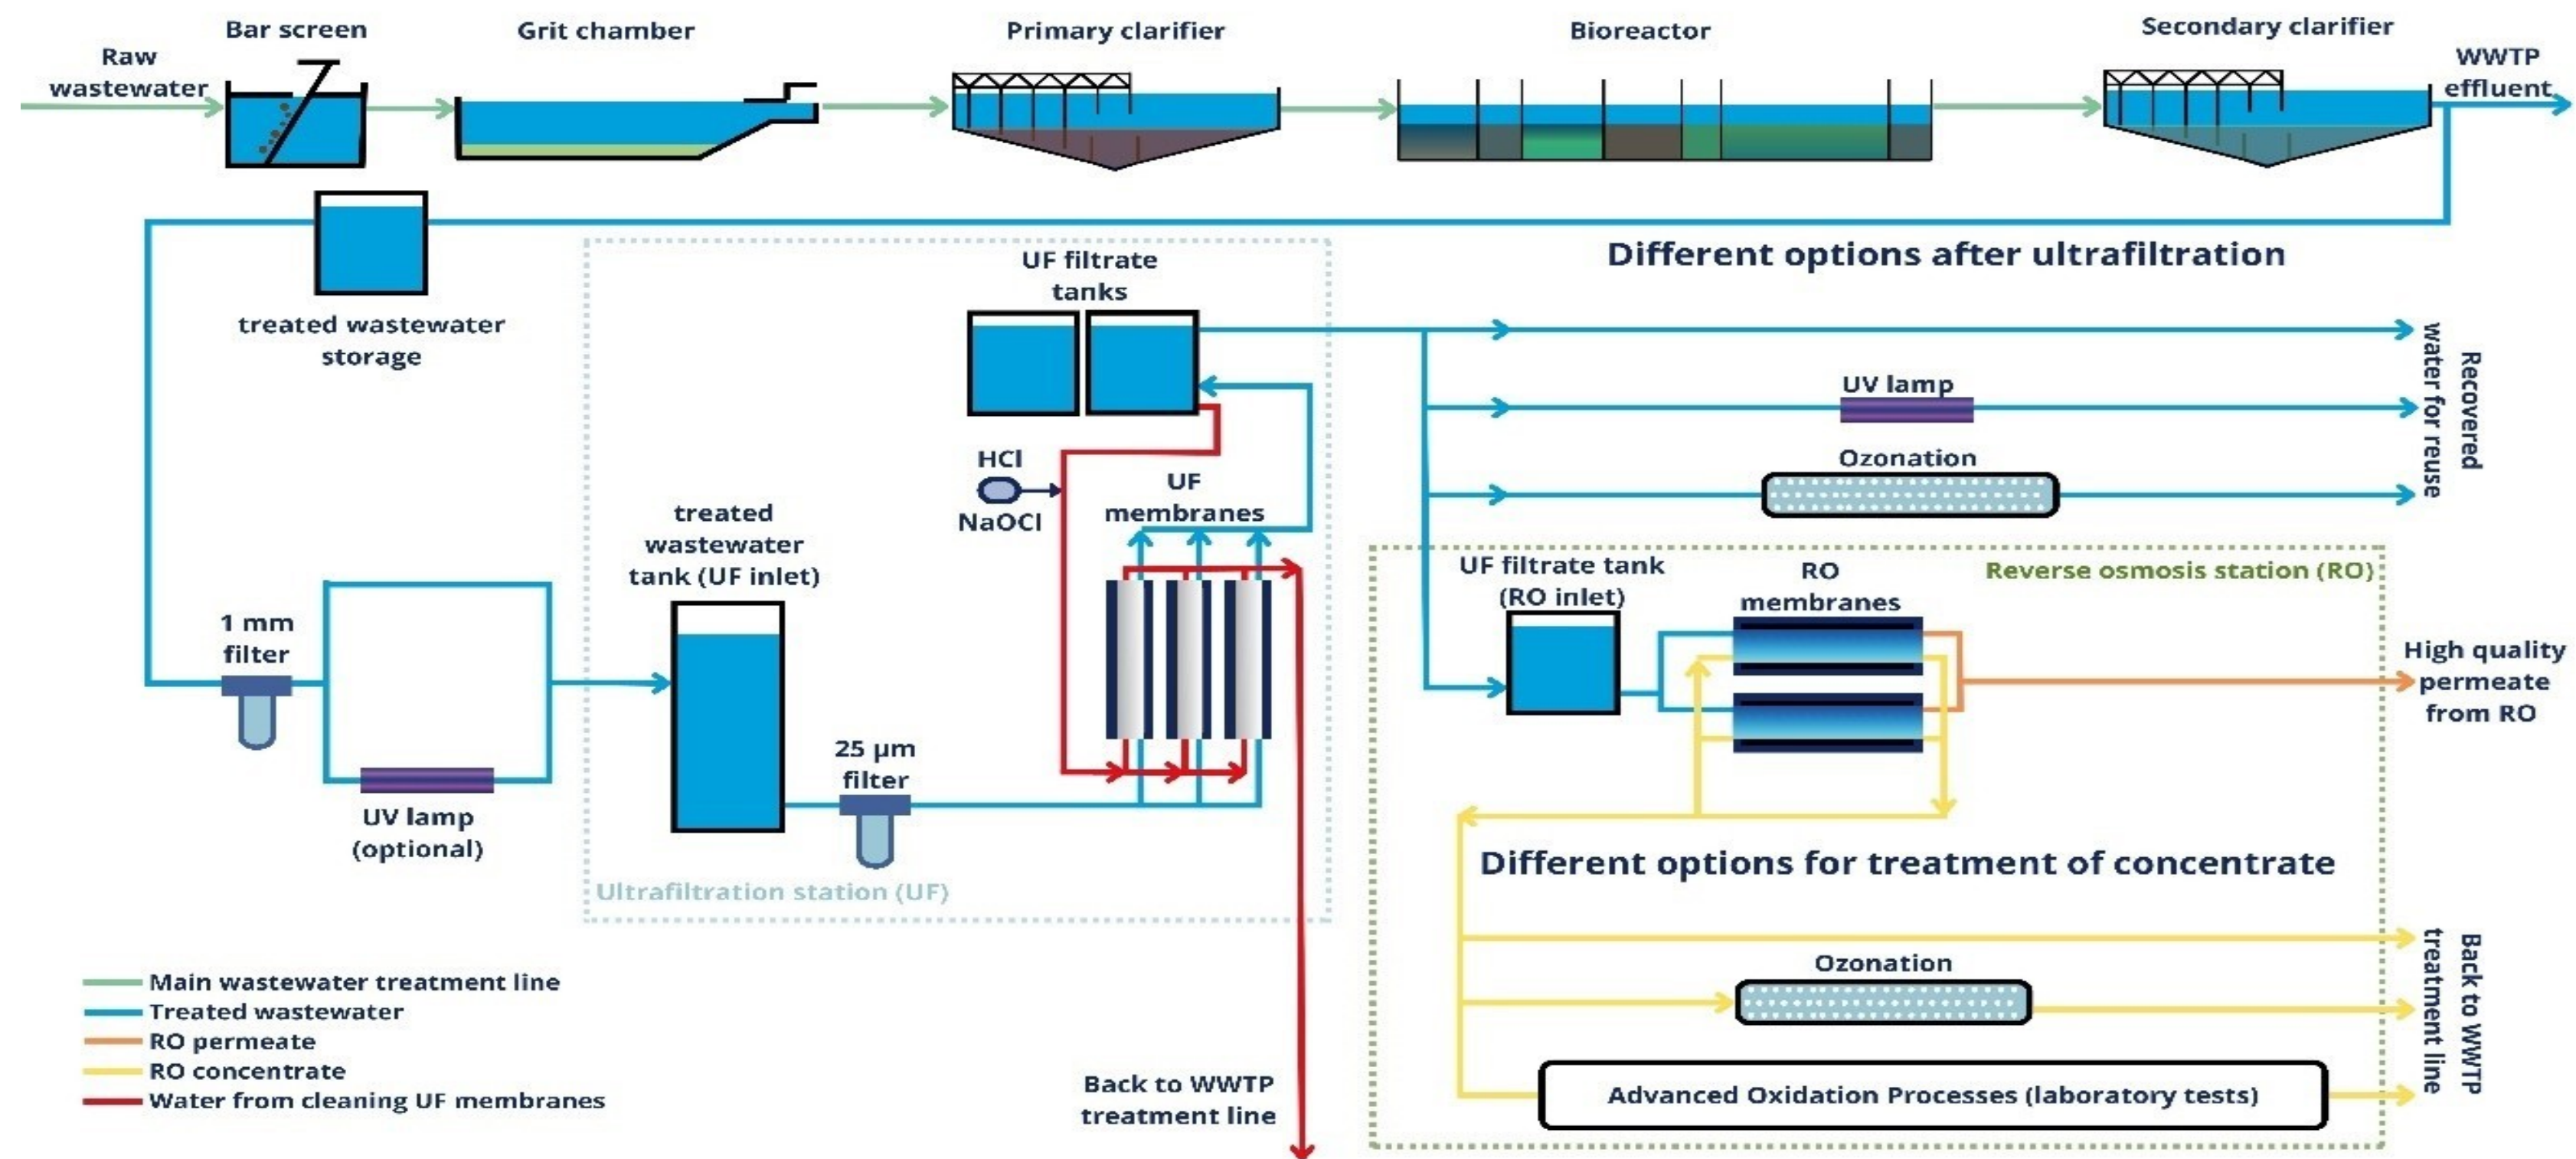 Bar screen
Grit chamber
Primary clarifier
Bioreactor
Secondary clarifier
Raw
wastewater
WWTP
effluent
treated wastewater
storage
UF filtrate
tanks
Different options after ultrafiltration
UV lamp
Ozonation
Recovered
water for reuse
HCl
NaOCl
UF
membranes
treated
wastewater
tank (UF inlet)
1 mm
filter
UV lamp
(optional)
25 μm
filter
Ultrafiltration station (UF)
UF filtrate tank
(RO inlet)
RO
membranes
Reverse osmosis station (RO)
High quality
permeate
from RO
Different options for treatment of concentrate
Ozonation
Advanced Oxidation Processes (laboratory tests)
Back to WWTP
treatment line
Main wastewater treatment line
Treated wastewater
RO permeate
RO concentrate
Water from cleaning UF membranes
Back to WWTP
treatment line